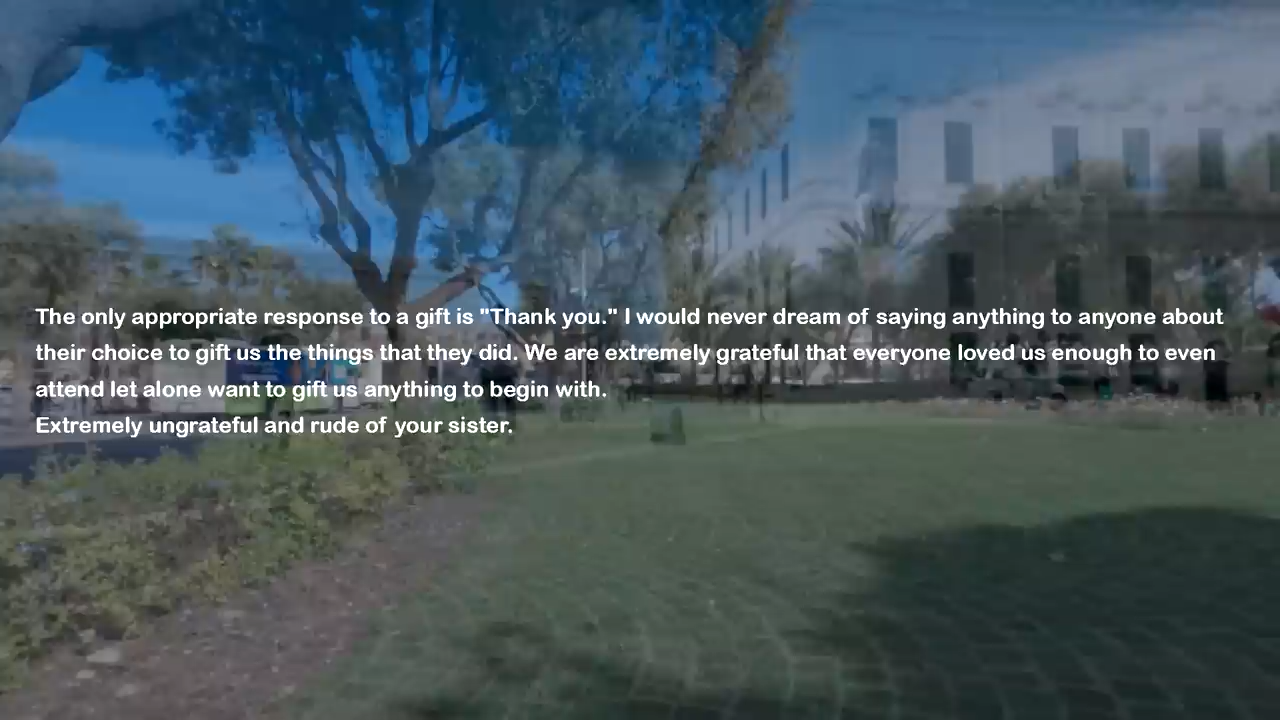 The only appropriate response to a gift is "Thank you." I would never dream of saying anything to anyone about
their choice to gift us the things that they did. We are extremely grateful that everyone loved us enough to even
attend let alone want to gift us anything to begin with.
Extremely ungrateful and rude of your sister.